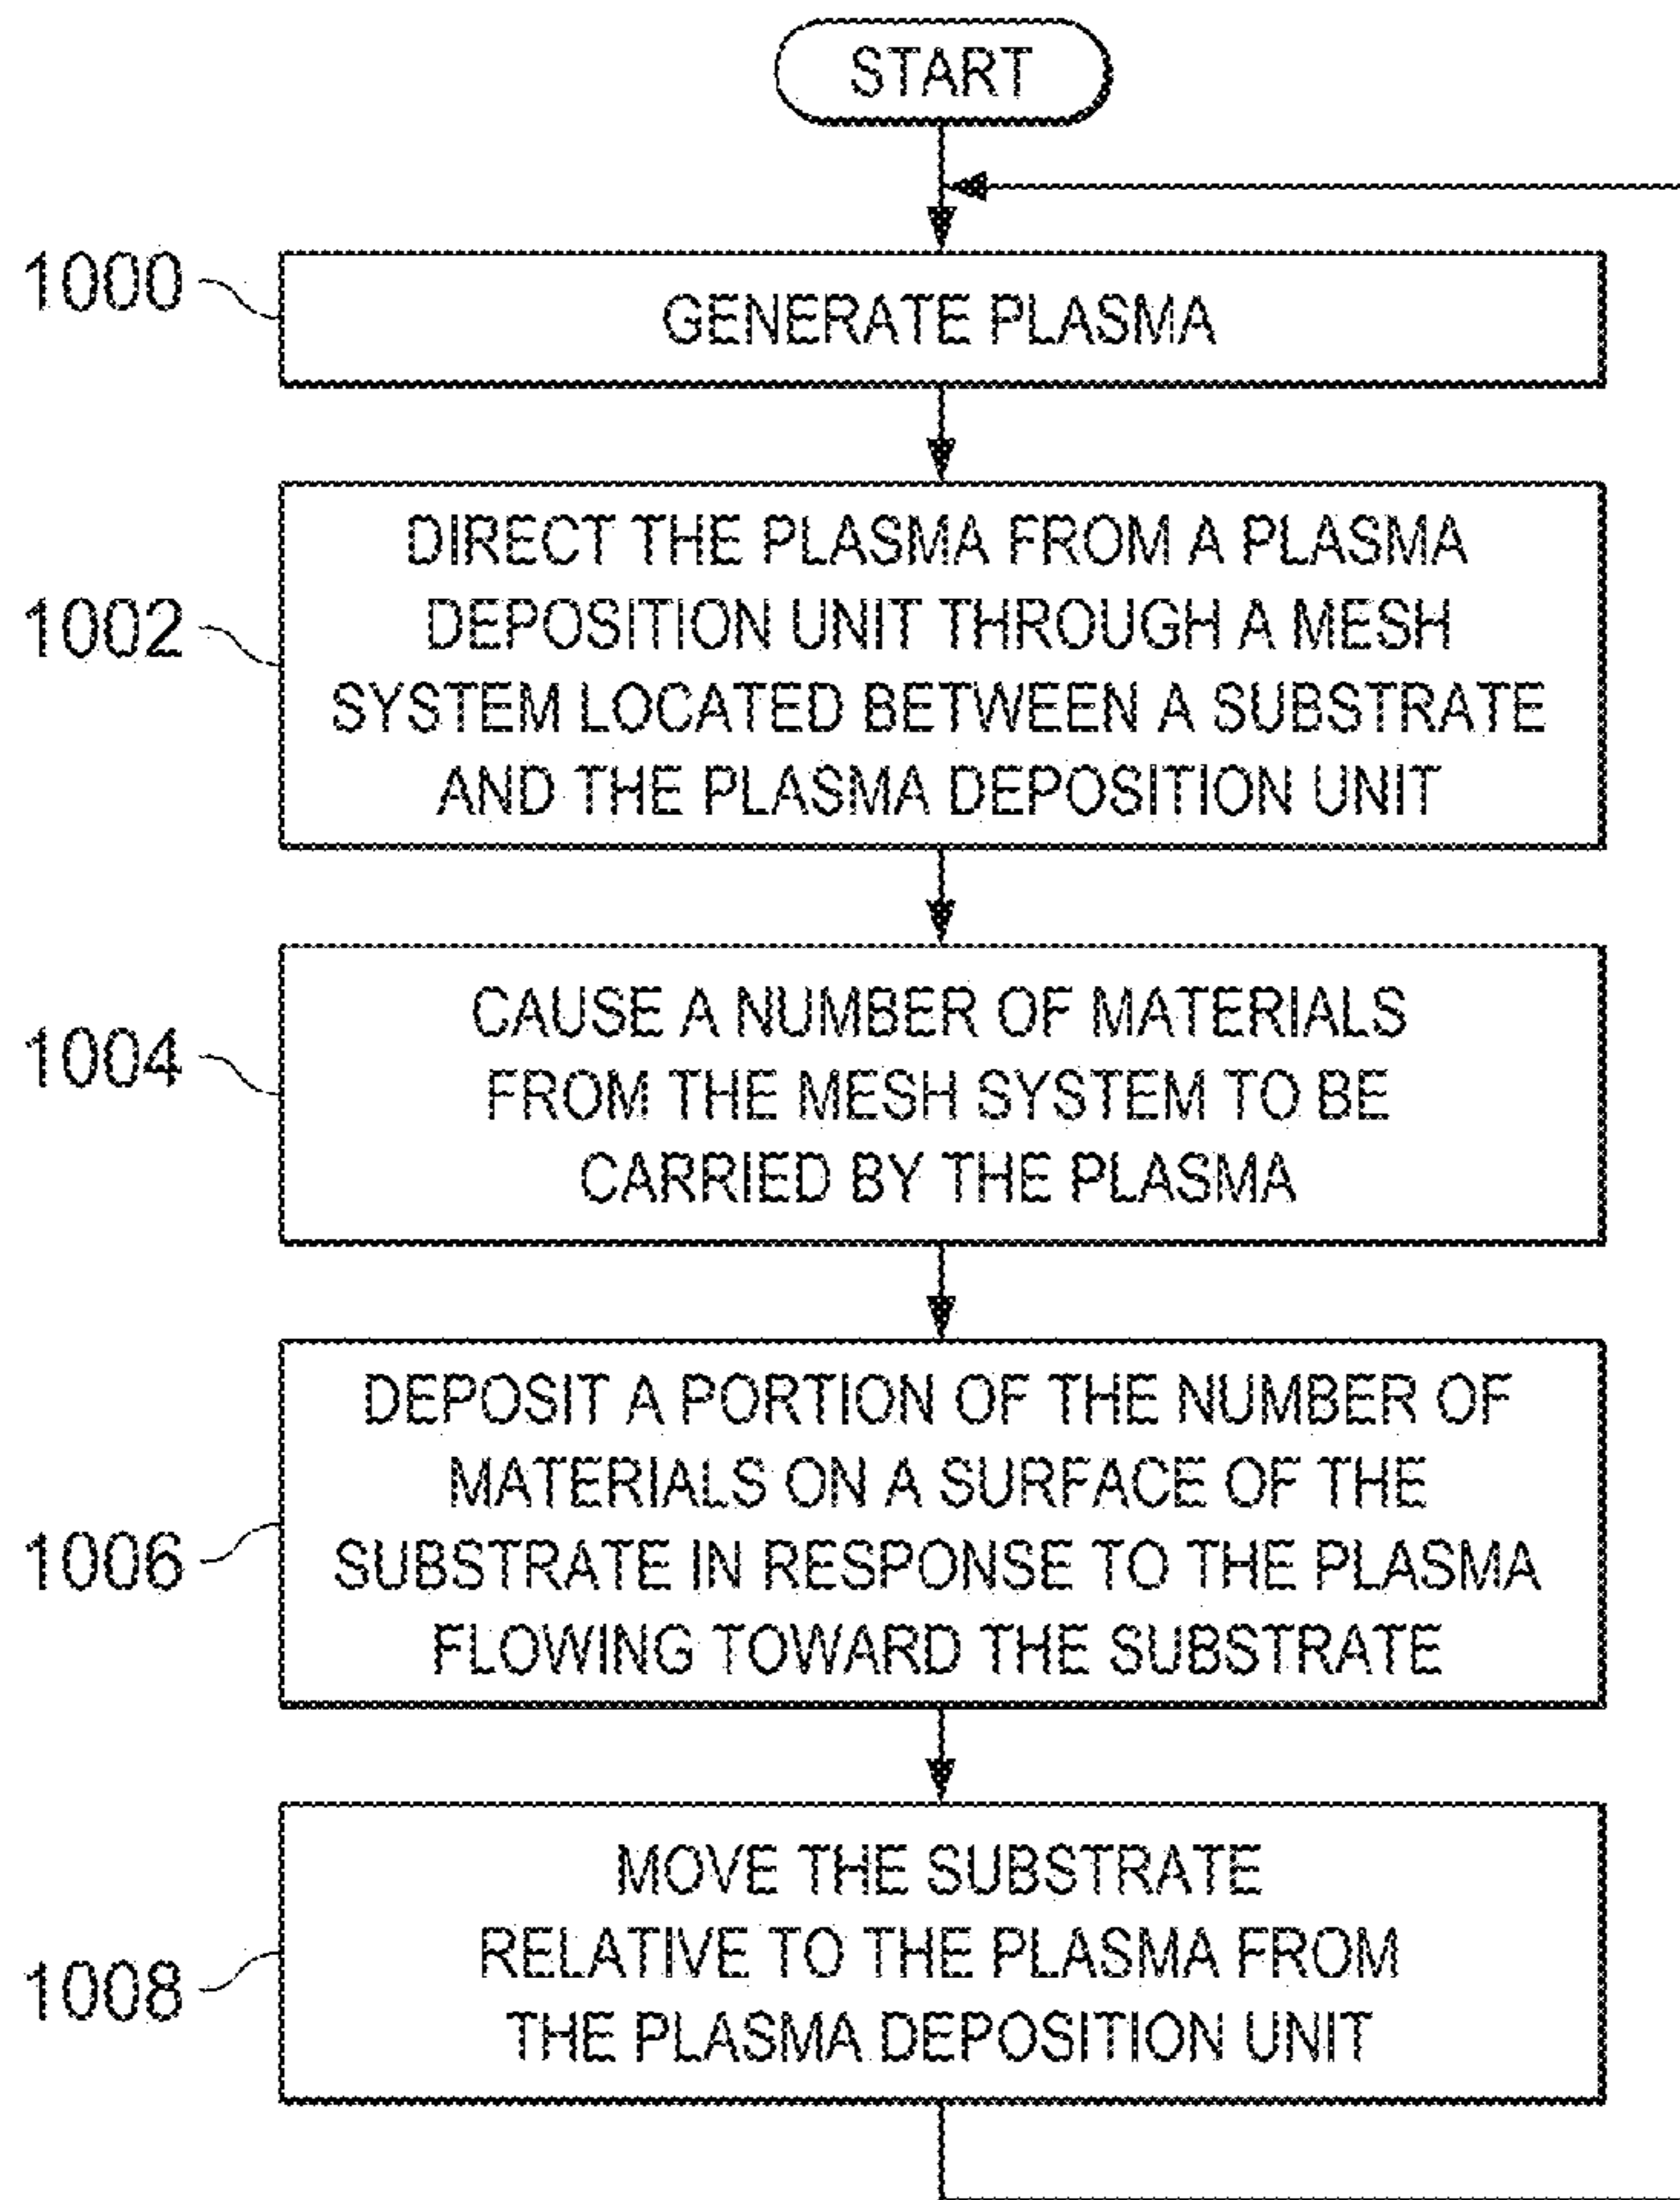 START
1000
GENERATE PLASMA
1002
DIRECT THE PLASMA FROM A PLASMA
DEPOSITION UNIT THROUGH A MESH
SYSTEM LOCATED BETWEEN A SUBSTRATE
AND THE PLASMA DEPOSITION UNIT
1004
CAUSE A NUMBER OF MATERIALS
FROM THE MESH SYSTEM TO BE
CARRIED BY THE PLASMA
1006
DEPOSIT A PORTION OF THE NUMBER OF
MATERIALS ON A SURFACE OF THE
SUBSTRATE IN RESPONSE TO THE PLASMA
FLOWING TOWARD THE SUBSTRATE
1008
MOVE THE SUBSTRATE
RELATIVE TO THE PLASMA FROM
THE PLASMA DEPOSITION UNIT